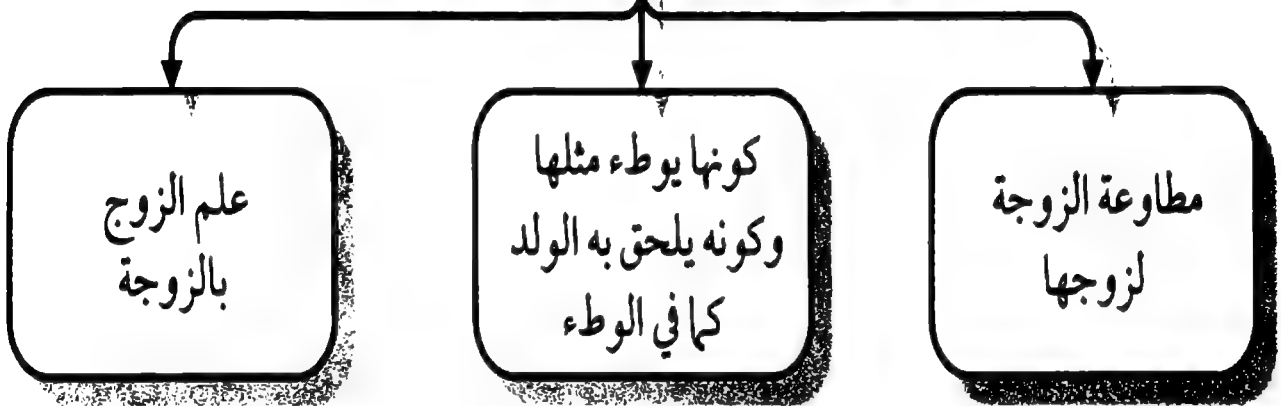 مطاوعة الزوجة
لزوجها
كونها يوطء مثلها
وكونه يلحق به الولد
كما في الوطء
علم الزوج
بالزوجة